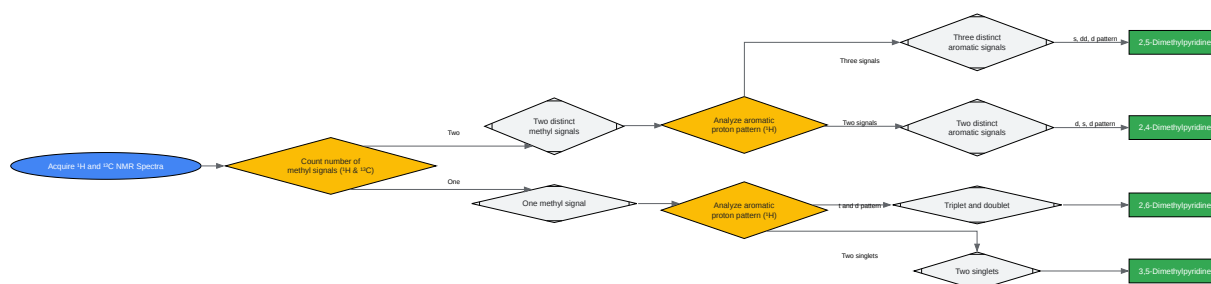 Three distinct
aromatic signals
s, dd, d pattern
2,5-Dimethylpyridine
Three signals
Two distinct
methyl signals
Two
Analyze aromatic
proton pattern (¹H)
Two signals
Two distinct
aromatic signals
d, s, d pattern
2,4-Dimethylpyridine
Acquire ¹H and ¹³C NMR Spectra
Count number of
methyl signals (¹H & ¹³C)
One
One methyl signal
Analyze aromatic
proton pattern (¹H)
t and d pattern
Triplet and doublet
2,6-Dimethylpyridine
Two singlets
Two singlets
3,5-Dimethylpyridine